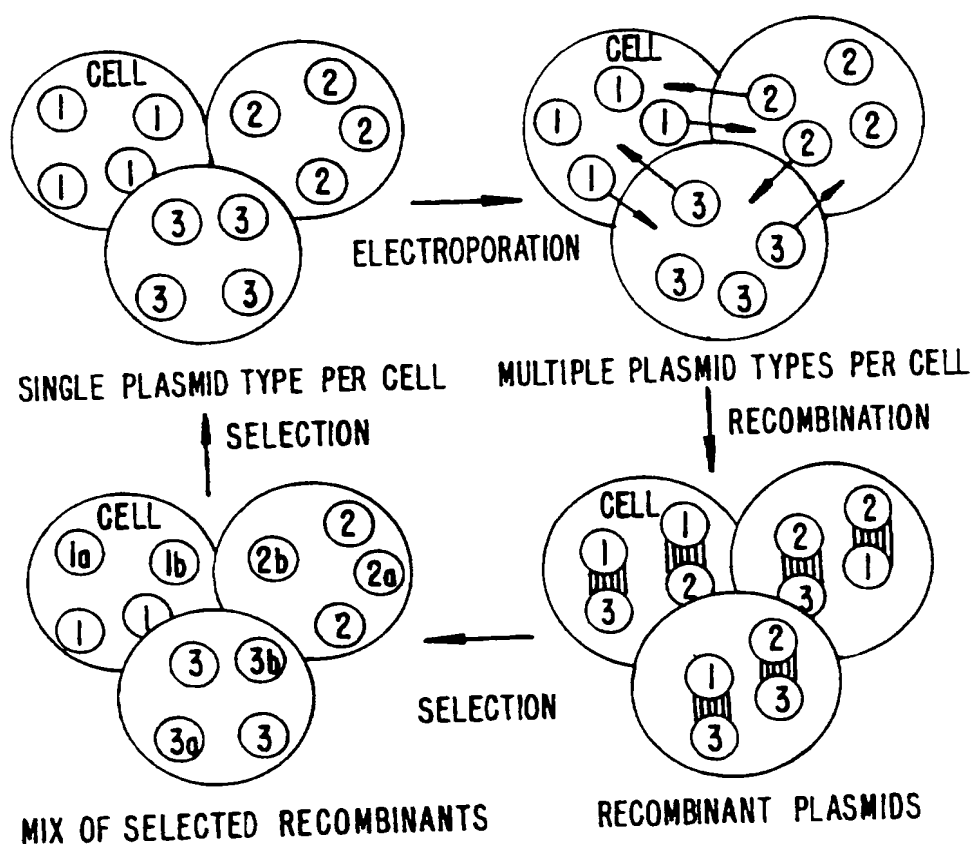 CELL
1 1 1 1
2 2 2 2
3 3 3 3
SINGLE PLASMID TYPE PER CELL
ELECTROPORATION
CELL
1 1 1 1
2 2 2 2
3 3 3 3
MULTIPLE PLASMID TYPES PER CELL
RECOMBINATION
CELL
1 3
1 2
2 3
2 1
1 3
2 3
RECOMBINANT PLASMIDS
SELECTION
CELL
1a 1b 1 1
2 2b 2a 2
3 3b 3a 3
MIX OF SELECTED RECOMBINANTS
SELECTION